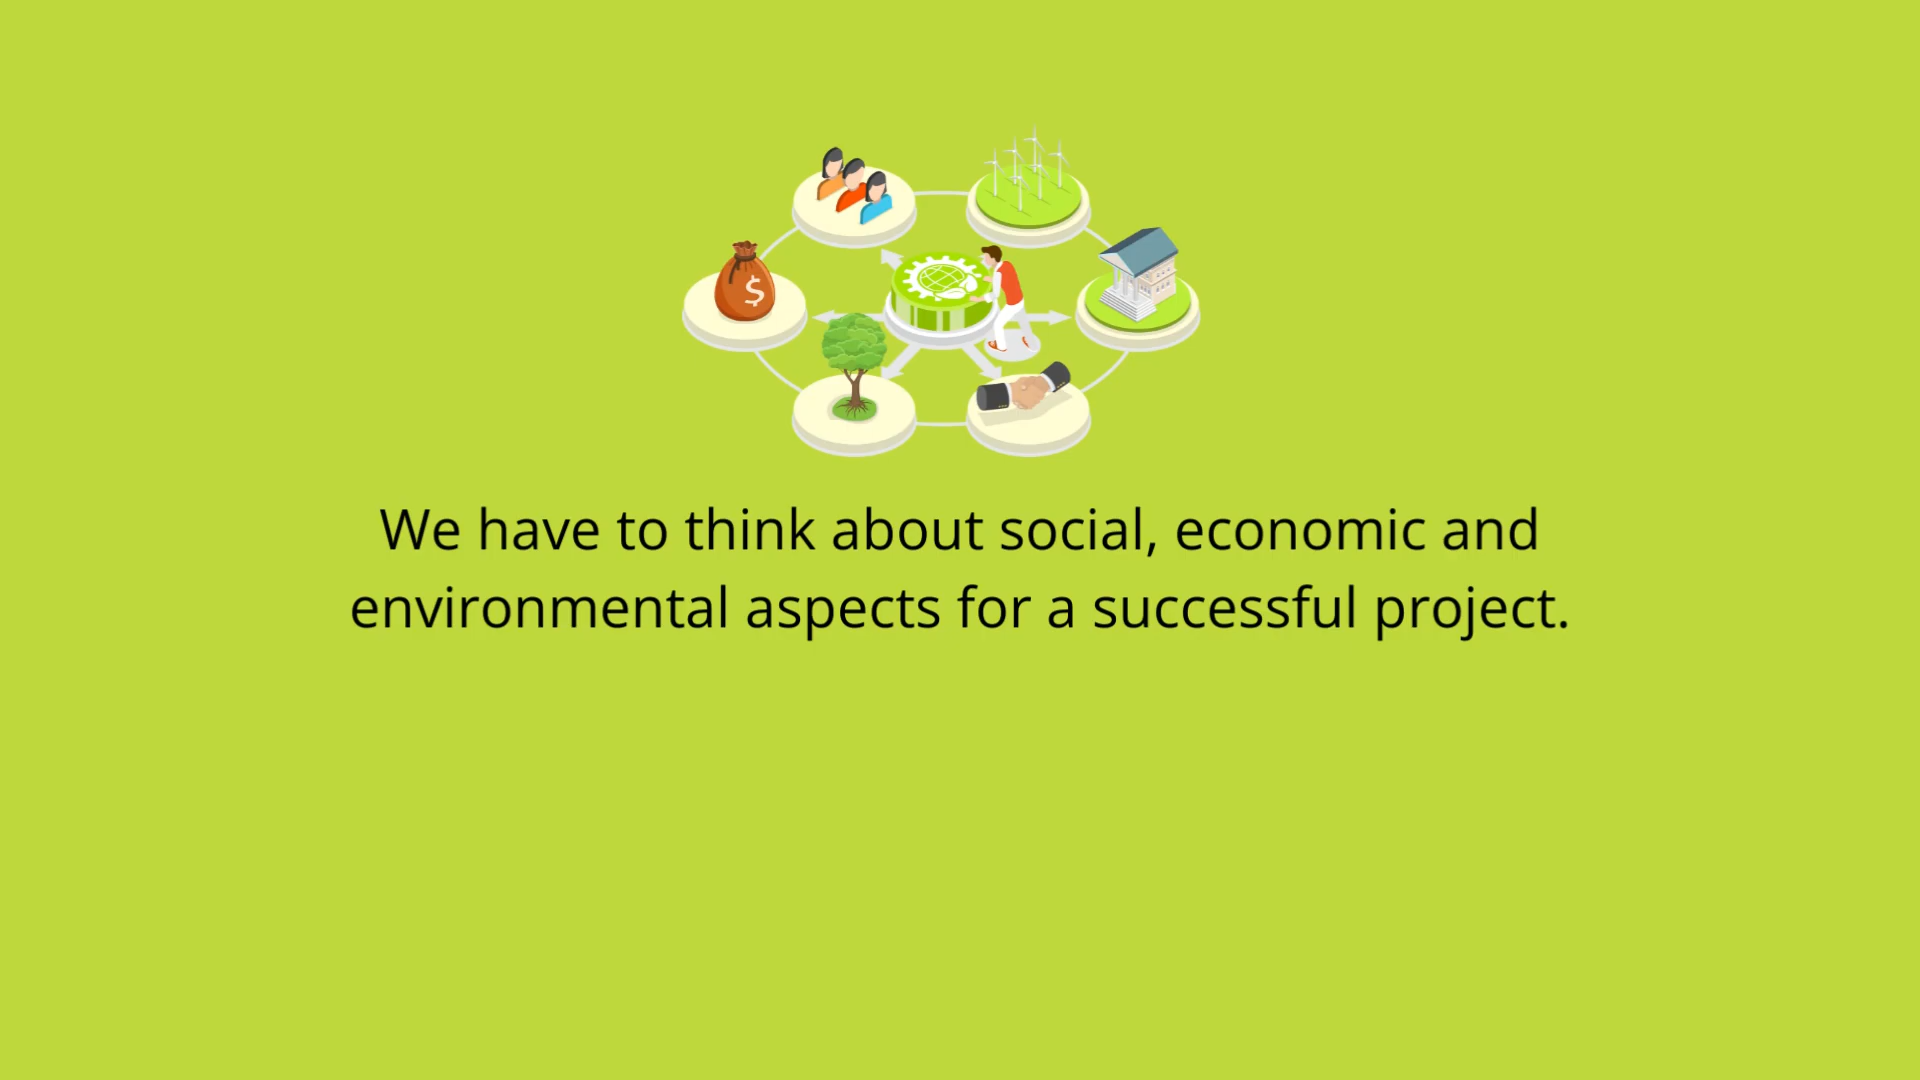 $
We have to think about social, economic and
environmental aspects for a successful project.